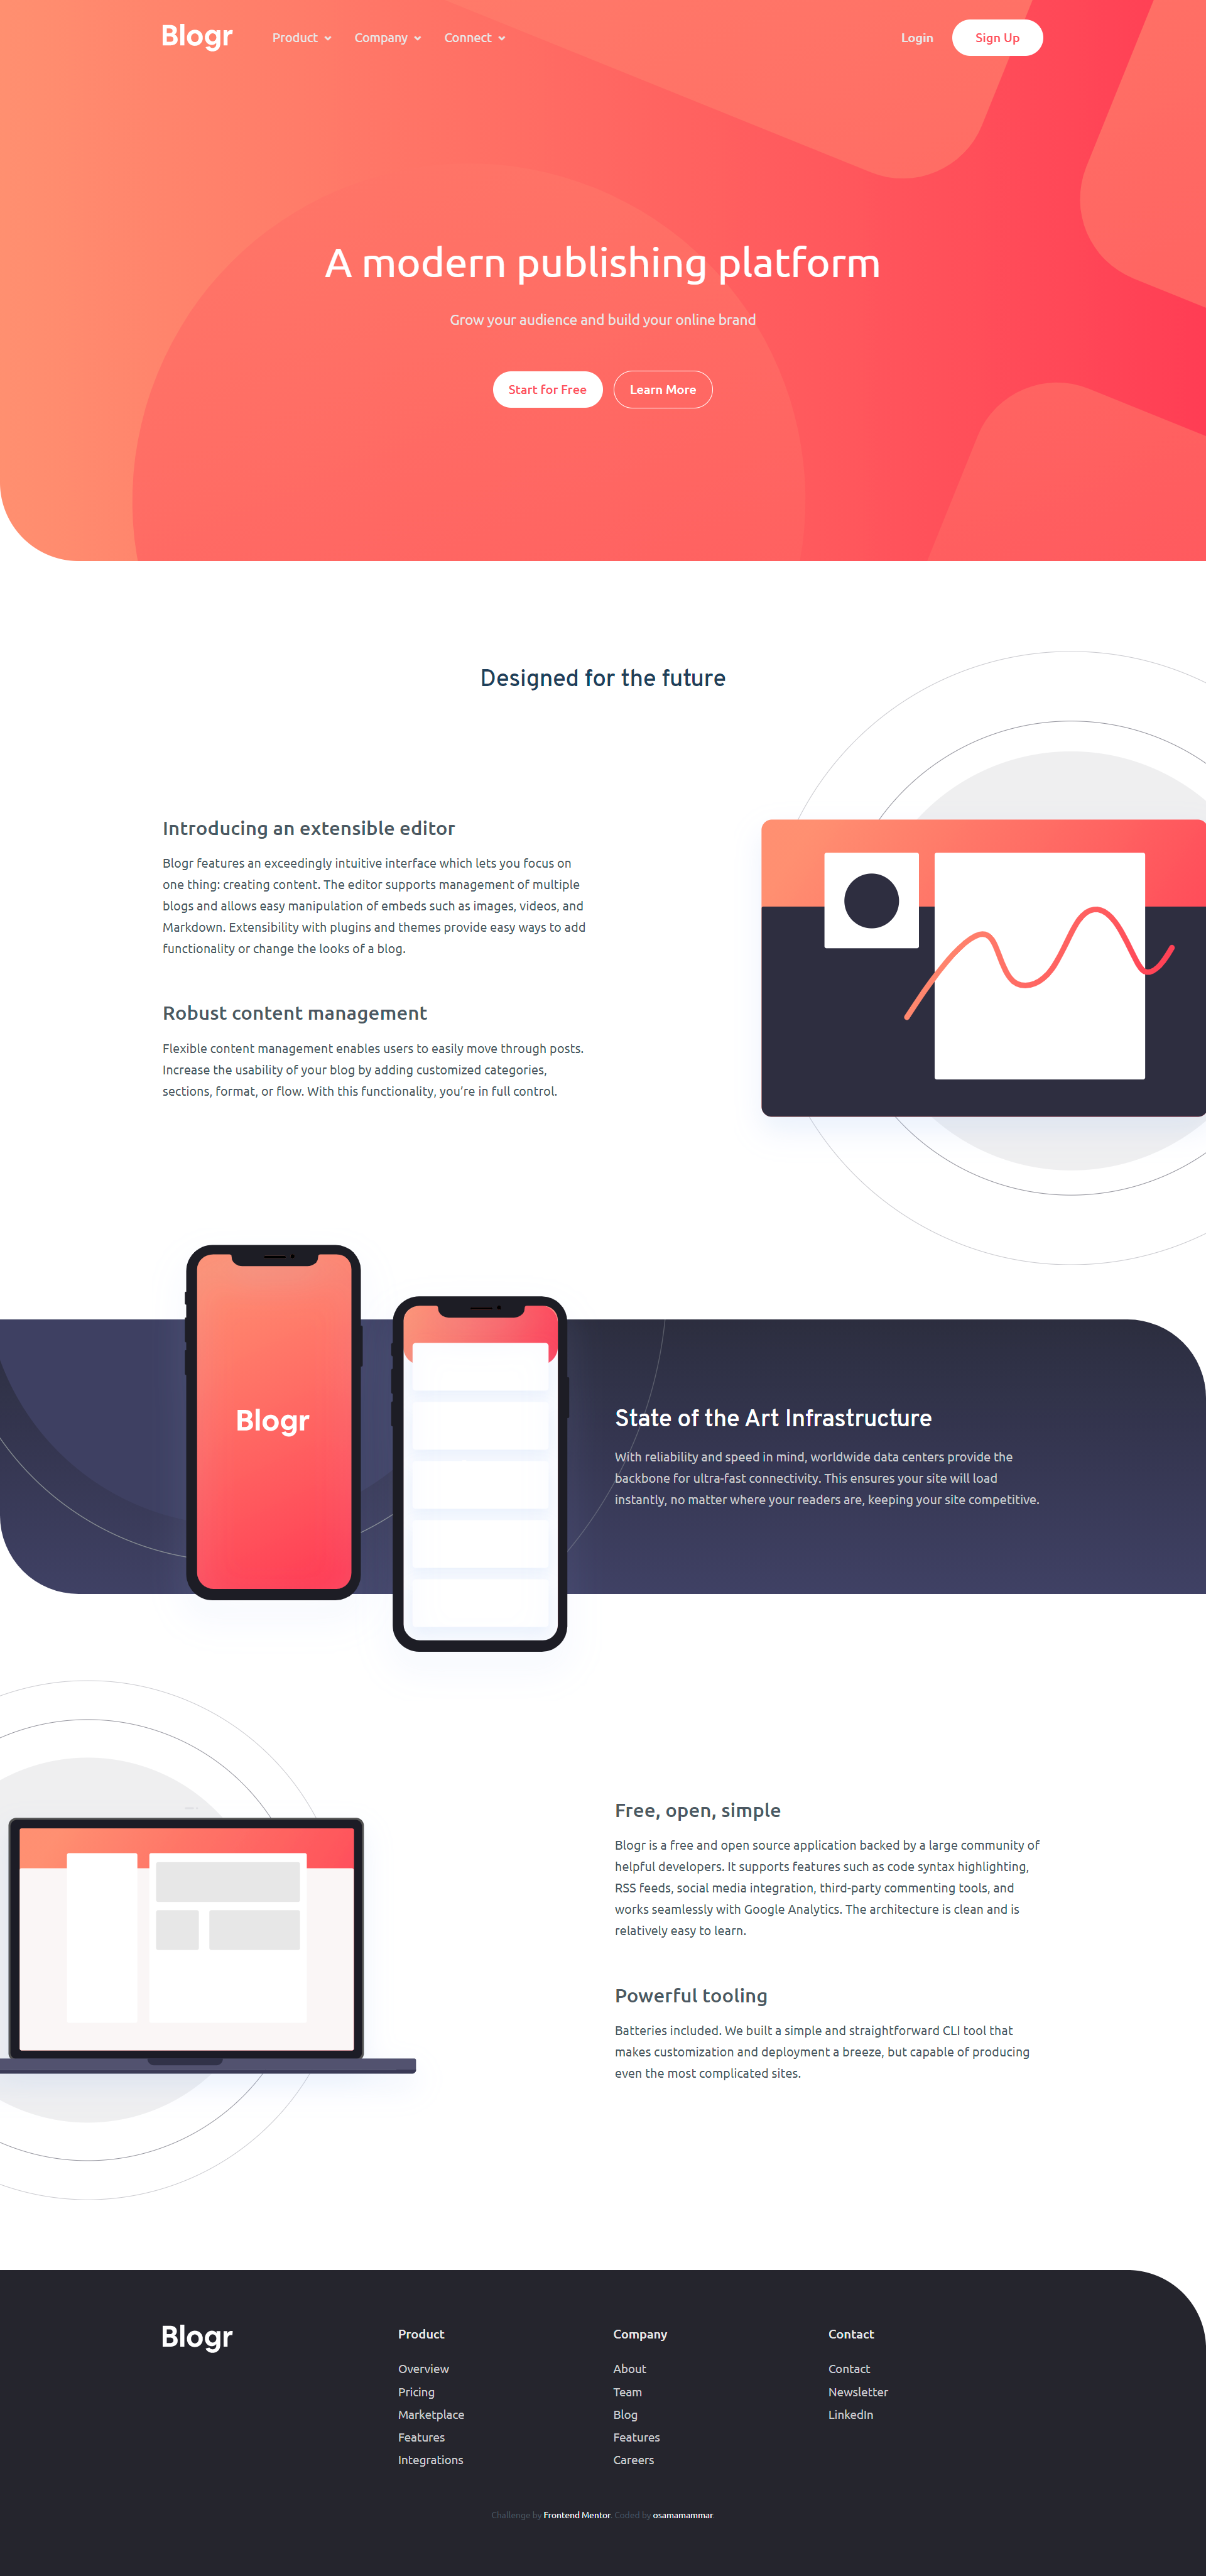 Blogr Product Company Connect Login Sign Up
A modern publishing platform
Grow your audience and build your online brand
Start for Free Learn More
Designed for the future
Introducing an extensible editor
Blogr features an exceedingly intuitive interface which lets you focus on
one thing: creating content. The editor supports management of multiple
blogs and allows easy manipulation of embeds such as images, videos, and
Markdown. Extensibility with plugins and themes provide easy ways to add
functionality or change the looks of a blog.
Robust content management
Flexible content management enables users to easily move through posts.
Increase the usability of your blog by adding customized categories,
sections, format, or flow. With this functionality, you’re in full control.
Blogr
State of the Art Infrastructure
With reliability and speed in mind, worldwide data centers provide the
backbone for ultra-fast connectivity. This ensures your site will load
instantly, no matter where your readers are, keeping your site competitive.
Free, open, simple
Blogr is a free and open source application backed by a large community of
helpful developers. It supports features such as code syntax highlighting,
RSS feeds, social media integration, third-party commenting tools, and
works seamlessly with Google Analytics. The architecture is clean and is
relatively easy to learn.
Powerful tooling
Batteries included. We built a simple and straightforward CLI tool that
makes customization and deployment a breeze, but capable of producing
even the most complicated sites.
Blogr
Product
Overview
Pricing
Marketplace
Features
Integrations
Company
About
Team
Blog
Features
Careers
Contact
Contact
Newsletter
LinkedIn
Challenge by Frontend Mentor. Coded by osamamammar.